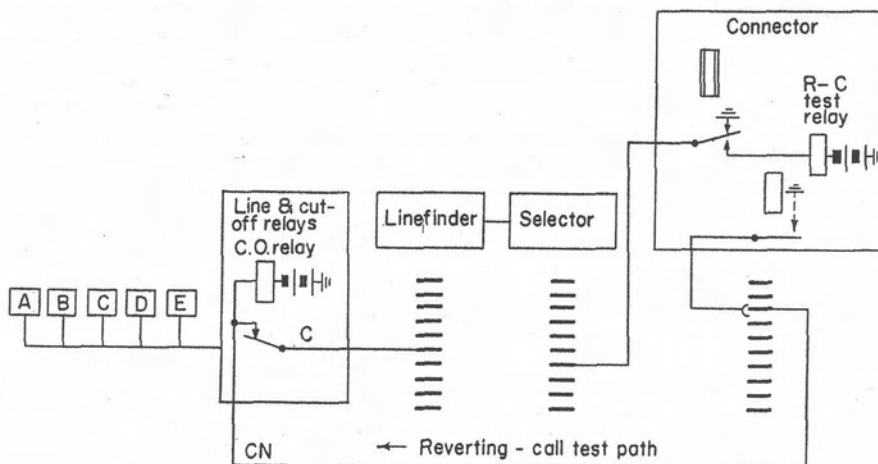 Connector
R-C
test
relay
Line & cut-
off relays
C.O. relay
Linefinder
Selector
A B C D E
C
CN
← Reverting - call test path